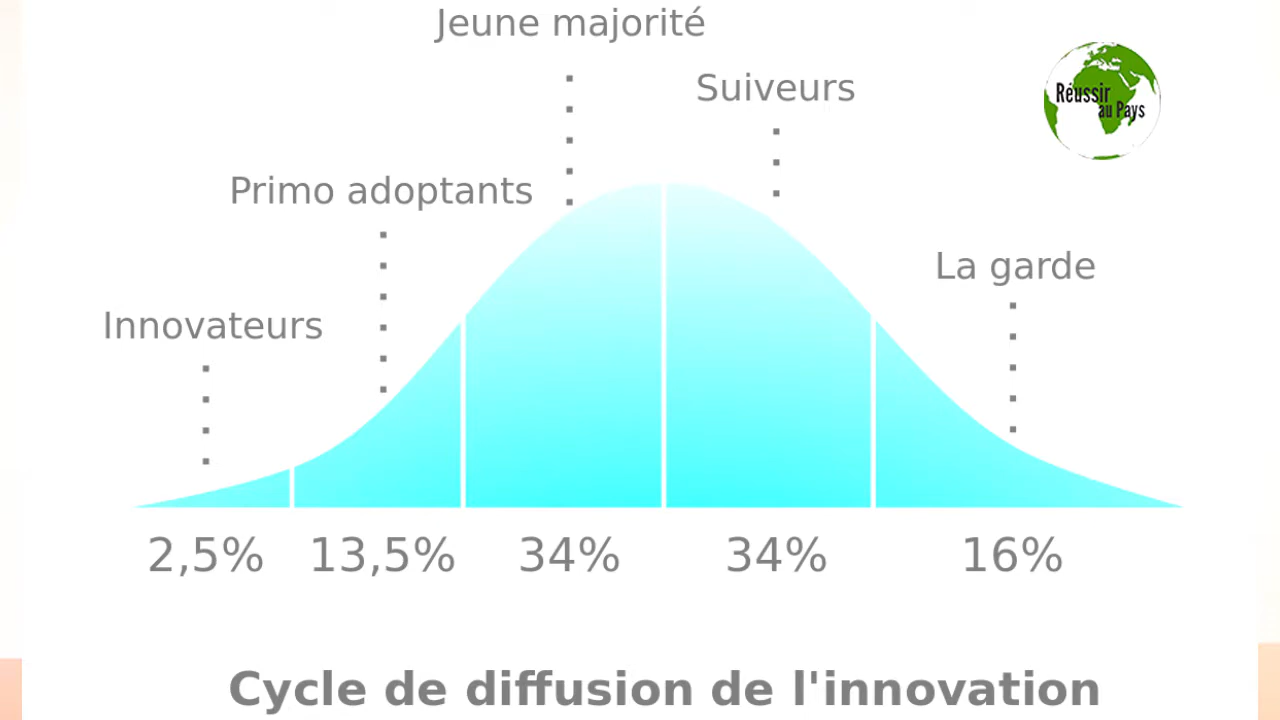 Jeune majorité
Suiveurs
Réussir
au Pays
Primo adoptants
La garde
Innovateurs
2,5% 13,5% 34% 34% 16%
Cycle de diffusion de l'innovation